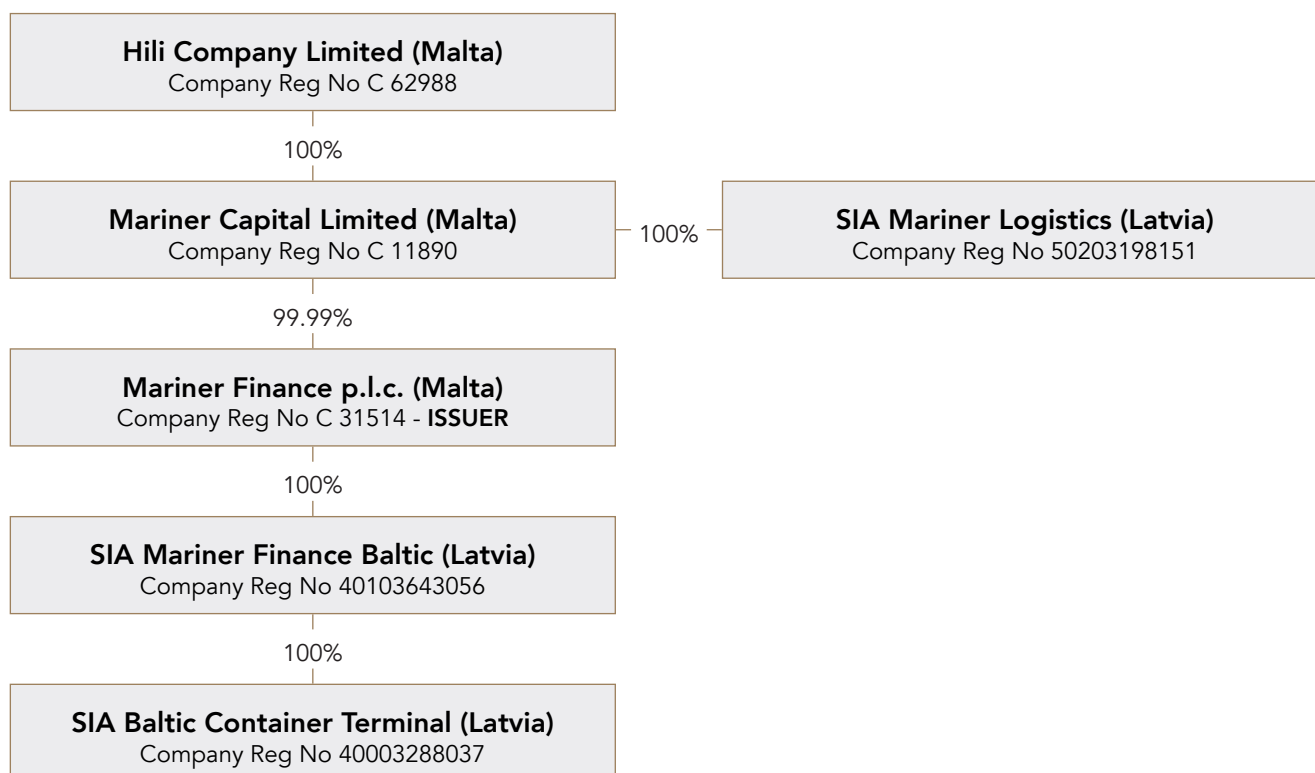 Hili Company Limited (Malta)
Company Reg No C 62988
100%
Mariner Capital Limited (Malta)
Company Reg No C 11890
100%
SIA Mariner Logistics (Latvia)
Company Reg No 50203198151
99.99%
Mariner Finance p.l.c. (Malta)
Company Reg No C 31514 - ISSUER
100%
SIA Mariner Finance Baltic (Latvia)
Company Reg No 40103643056
100%
SIA Baltic Container Terminal (Latvia)
Company Reg No 40003288037